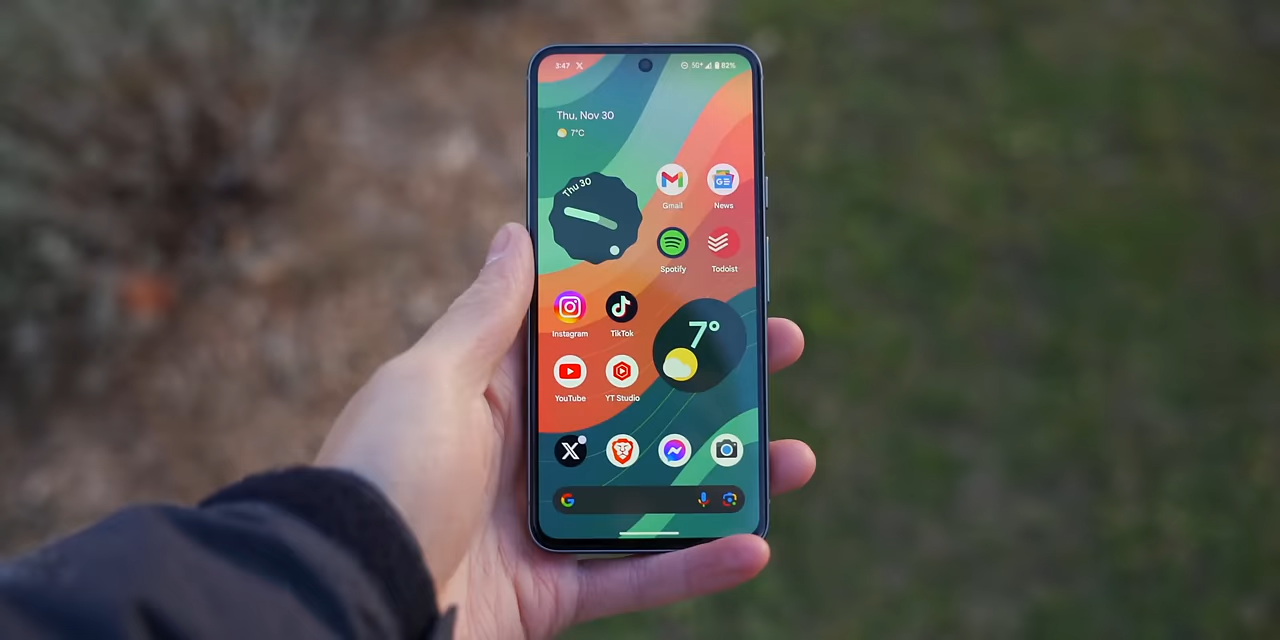 3:47 5G+ 82%
Thu, Nov 30
7°C
Thu 30
Gmail News
Spotify Todoist
Instagram TikTok
7°
YouTube YT Studio